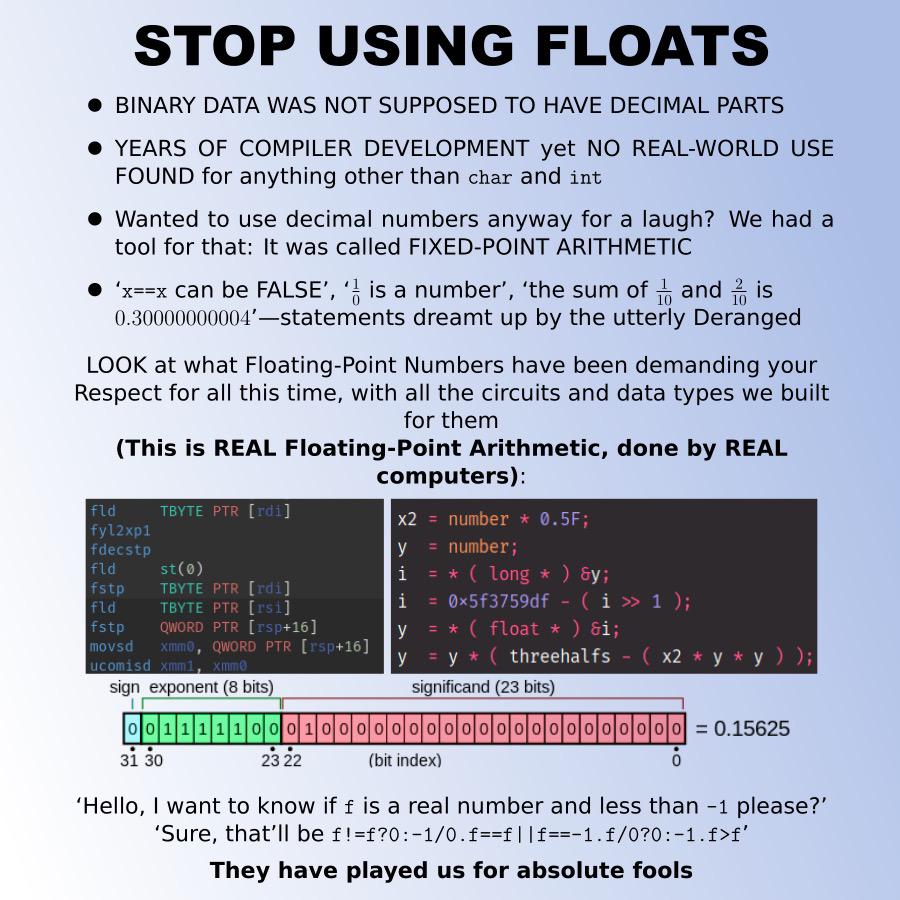 STOP USING FLOATS
● BINARY DATA WAS NOT SUPPOSED TO HAVE DECIMAL PARTS
● YEARS OF COMPILER DEVELOPMENT yet NO REAL-WORLD USE
FOUND for anything other than char and int
● Wanted to use decimal numbers anyway for a laugh? We had a
tool for that: It was called FIXED-POINT ARITHMETIC
● ‘x==x can be FALSE’, ‘1/0 is a number’, ‘the sum of 1/10 and 2/10 is
0.30000000004’—statements dreamt up by the utterly Deranged
LOOK at what Floating-Point Numbers have been demanding your
Respect for all this time, with all the circuits and data types we built
for them
(This is REAL Floating-Point Arithmetic, done by REAL
computers):
fld TBYTE PTR [rdi]
fyl2xp1
fdecstp
fld st(0)
fstp TBYTE PTR [rdi]
fld TBYTE PTR [rsi]
fstp QWORD PTR [rsp+16]
movsd xmm0, QWORD PTR [rsp+16]
ucomisd xmm1, xmm0
x2 = number * 0.5F;
y = number;
i = * ( long * ) &y;
i = 0x5f3759df - ( i >> 1 );
y = * ( float * ) &i;
y = y * ( threehalfs - ( x2 * y * y ) );
sign exponent (8 bits) significand (23 bits)
0 0 1 1 1 1 1 0 0 0 1 0 0 0 0 0 0 0 0 0 0 0 0 0 0 0 0 0 0 0 0 0 = 0.15625
31 30 23 22 (bit index) 0
‘Hello, I want to know if f is a real number and less than -1 please?’
‘Sure, that’ll be f!=f?0:-1/0.f==f||f==-1.f/0?0:-1.f>f’
They have played us for absolute fools